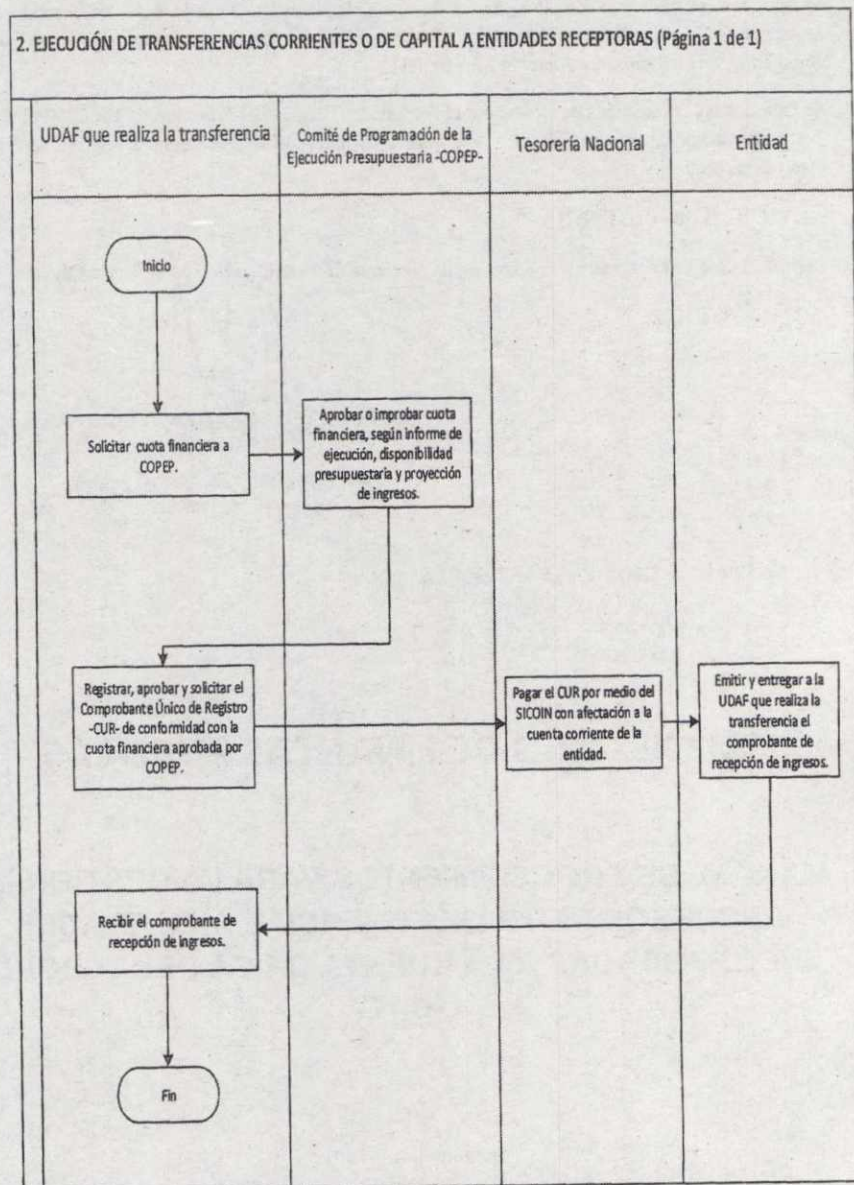 2. EJECUCIÓN DE TRANSFERENCIAS CORRIENTES O DE CAPITAL A ENTIDADES RECEPTORAS (Página 1 de 1)
UDAF que realiza la transferencia
Comité de Programación de la
Ejecución Presupuestaria -COPEP-
Tesorería Nacional
Entidad
Inicio
Solicitar cuota financiera a
COPEP.
Aprobar o improbar cuota
financiera, según informe de
ejecución, disponibilidad
presupuestaria y proyección
de ingresos.
Registrar, aprobar y solicitar el
Comprobante Único de Registro
-CUR- de conformidad con la
cuota financiera aprobada por
COPEP.
Pagar el CUR por medio del
SICOIN con afectación a la
cuenta corriente de la
entidad.
Emitir y entregar a la
UDAF que realiza la
transferencia el
comprobante de
recepción de ingresos.
Recibir el comprobante de
recepción de ingresos.
Fin